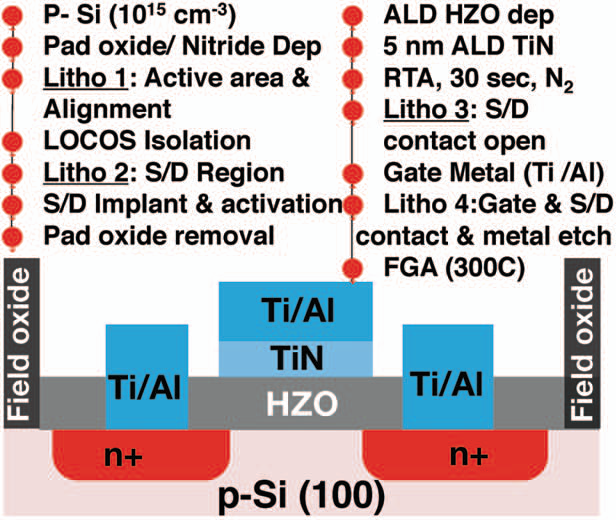 P- Si (10¹⁵ cm⁻³)
Pad oxide/ Nitride Dep
Litho 1: Active area &
Alignment
LOCOS Isolation
Litho 2: S/D Region
S/D Implant & activation
Pad oxide removal
ALD HZO dep
5 nm ALD TiN
RTA, 30 sec, N₂
Litho 3: S/D
contact open
Gate Metal (Ti /Al)
Litho 4:Gate & S/D
contact & metal etch
FGA (300C)
Field oxide
Ti/Al
TiN
Ti/Al
HZO
Ti/Al
Field oxide
n+
n+
p-Si (100)